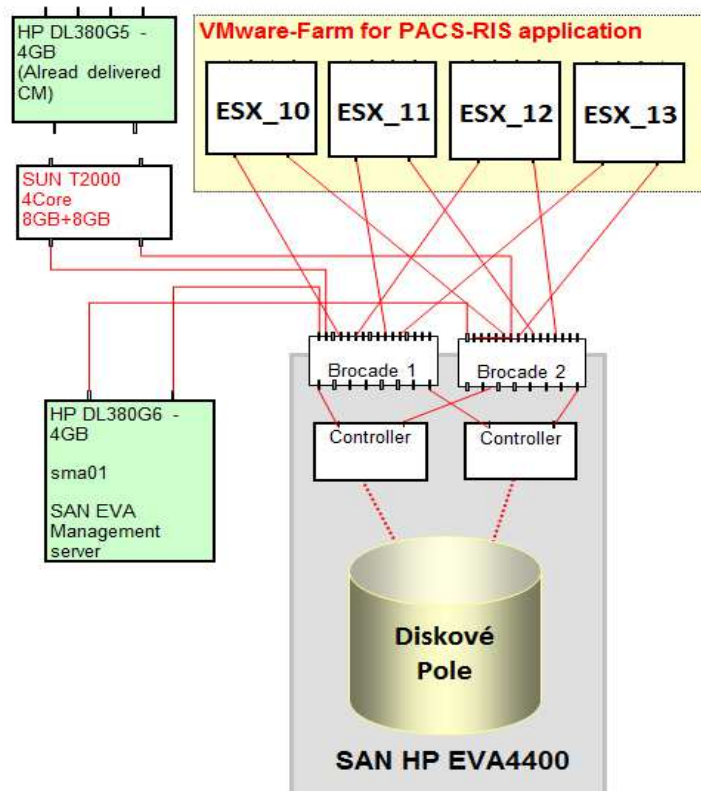 HP DL380G5 -
4GB
(Alread delivered
CM)
VMware-Farm for PACS-RIS application
ESX_10
ESX_11
ESX_12
ESX_13
SUN T2000
4Core
8GB+8GB
Brocade 1
Brocade 2
HP DL380G6 -
4GB
sma01
SAN EVA
Management
server
Controller
Controller
Diskové
Pole
SAN HP EVA4400